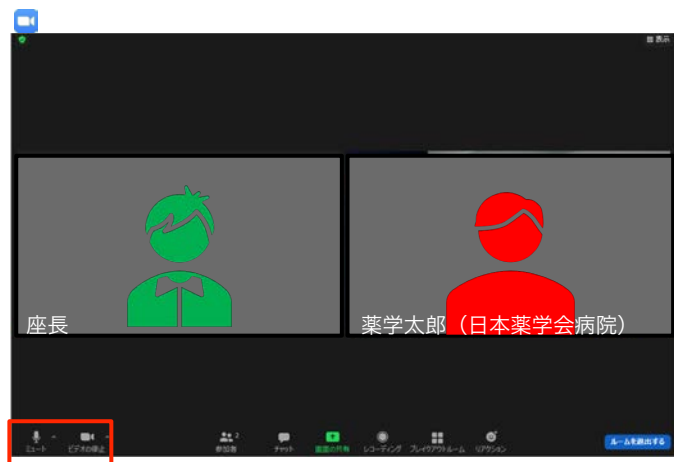 表示
座長
薬学太郎（日本薬学会病院）
ミュート
ビデオの停止
2
参加者
チャット
画面の共有
レコーディング
ブレイクアウトルーム
リアクション
ルームを退出する